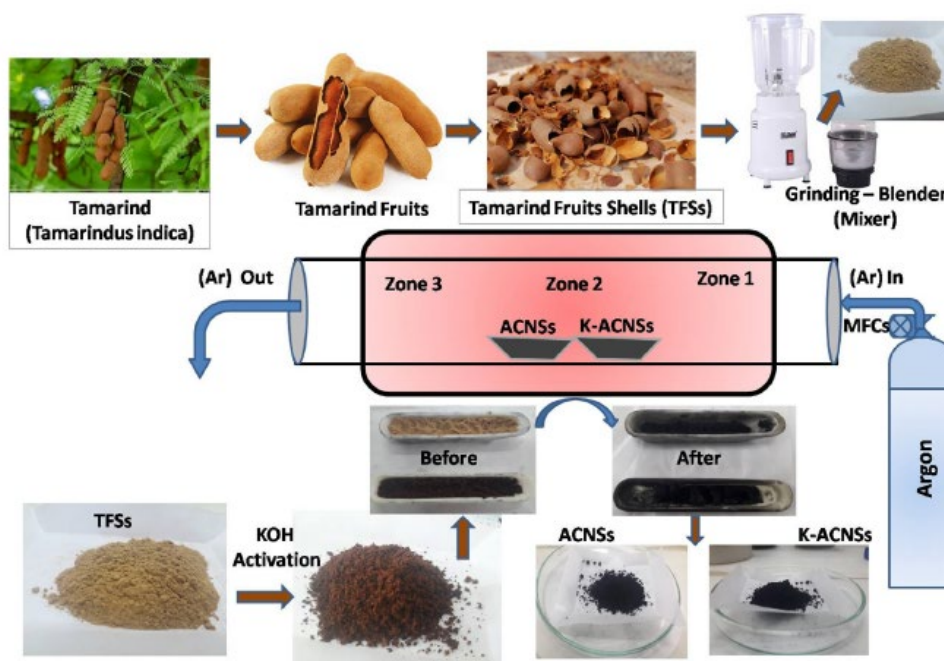 Tamarind
(Tamarindus indica)
Tamarind Fruits
Tamarind Fruits Shells (TFSs)
Grinding – Blender
(Mixer)
(Ar) Out
Zone 3
Zone 2
Zone 1
(Ar) In
ACNSs
K-ACNSs
MFCs
Before
After
Argon
TFSs
KOH
Activation
ACNSs
K-ACNSs